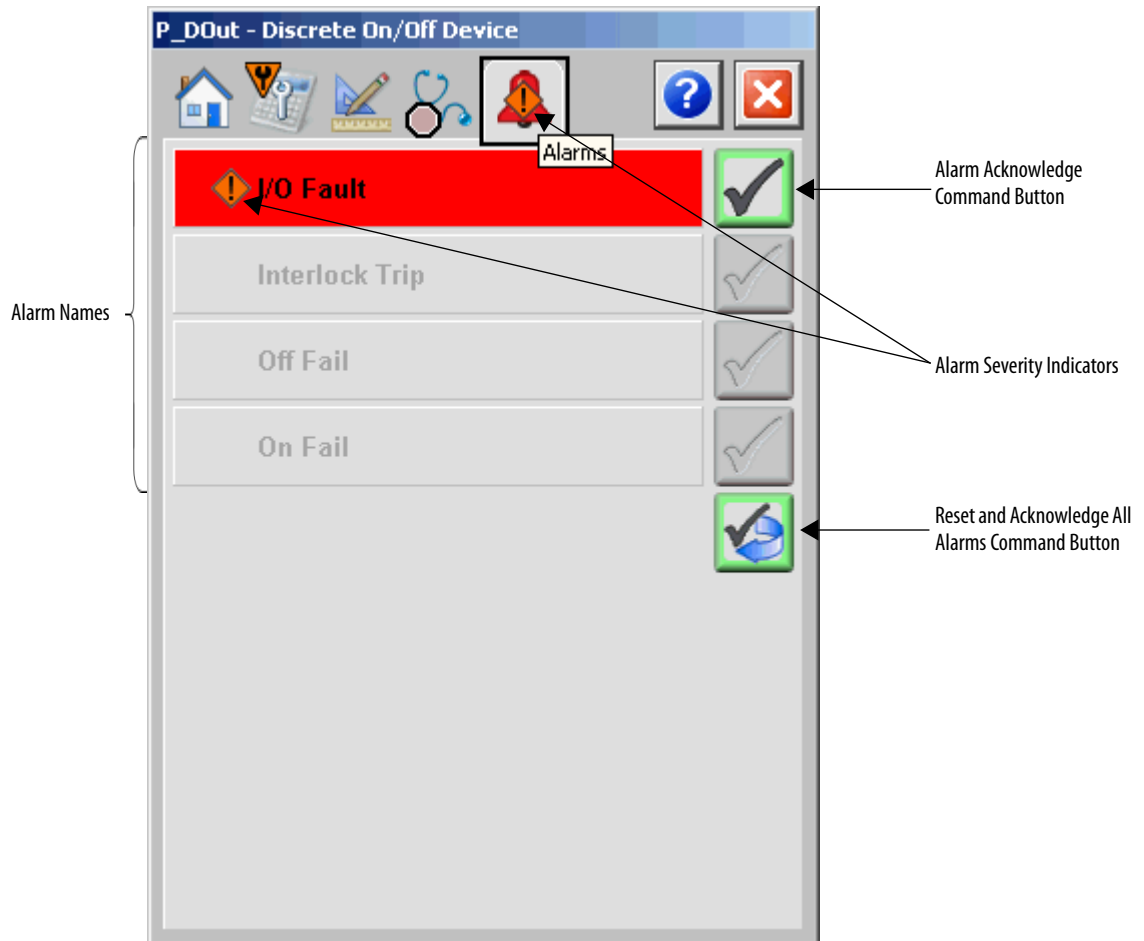 P_DOut - Discrete On/Off Device
Alarms
I/O Fault
Interlock Trip
Off Fail
On Fail
Alarm Names
Alarm Acknowledge
Command Button
Alarm Severity Indicators
Reset and Acknowledge All
Alarms Command Button